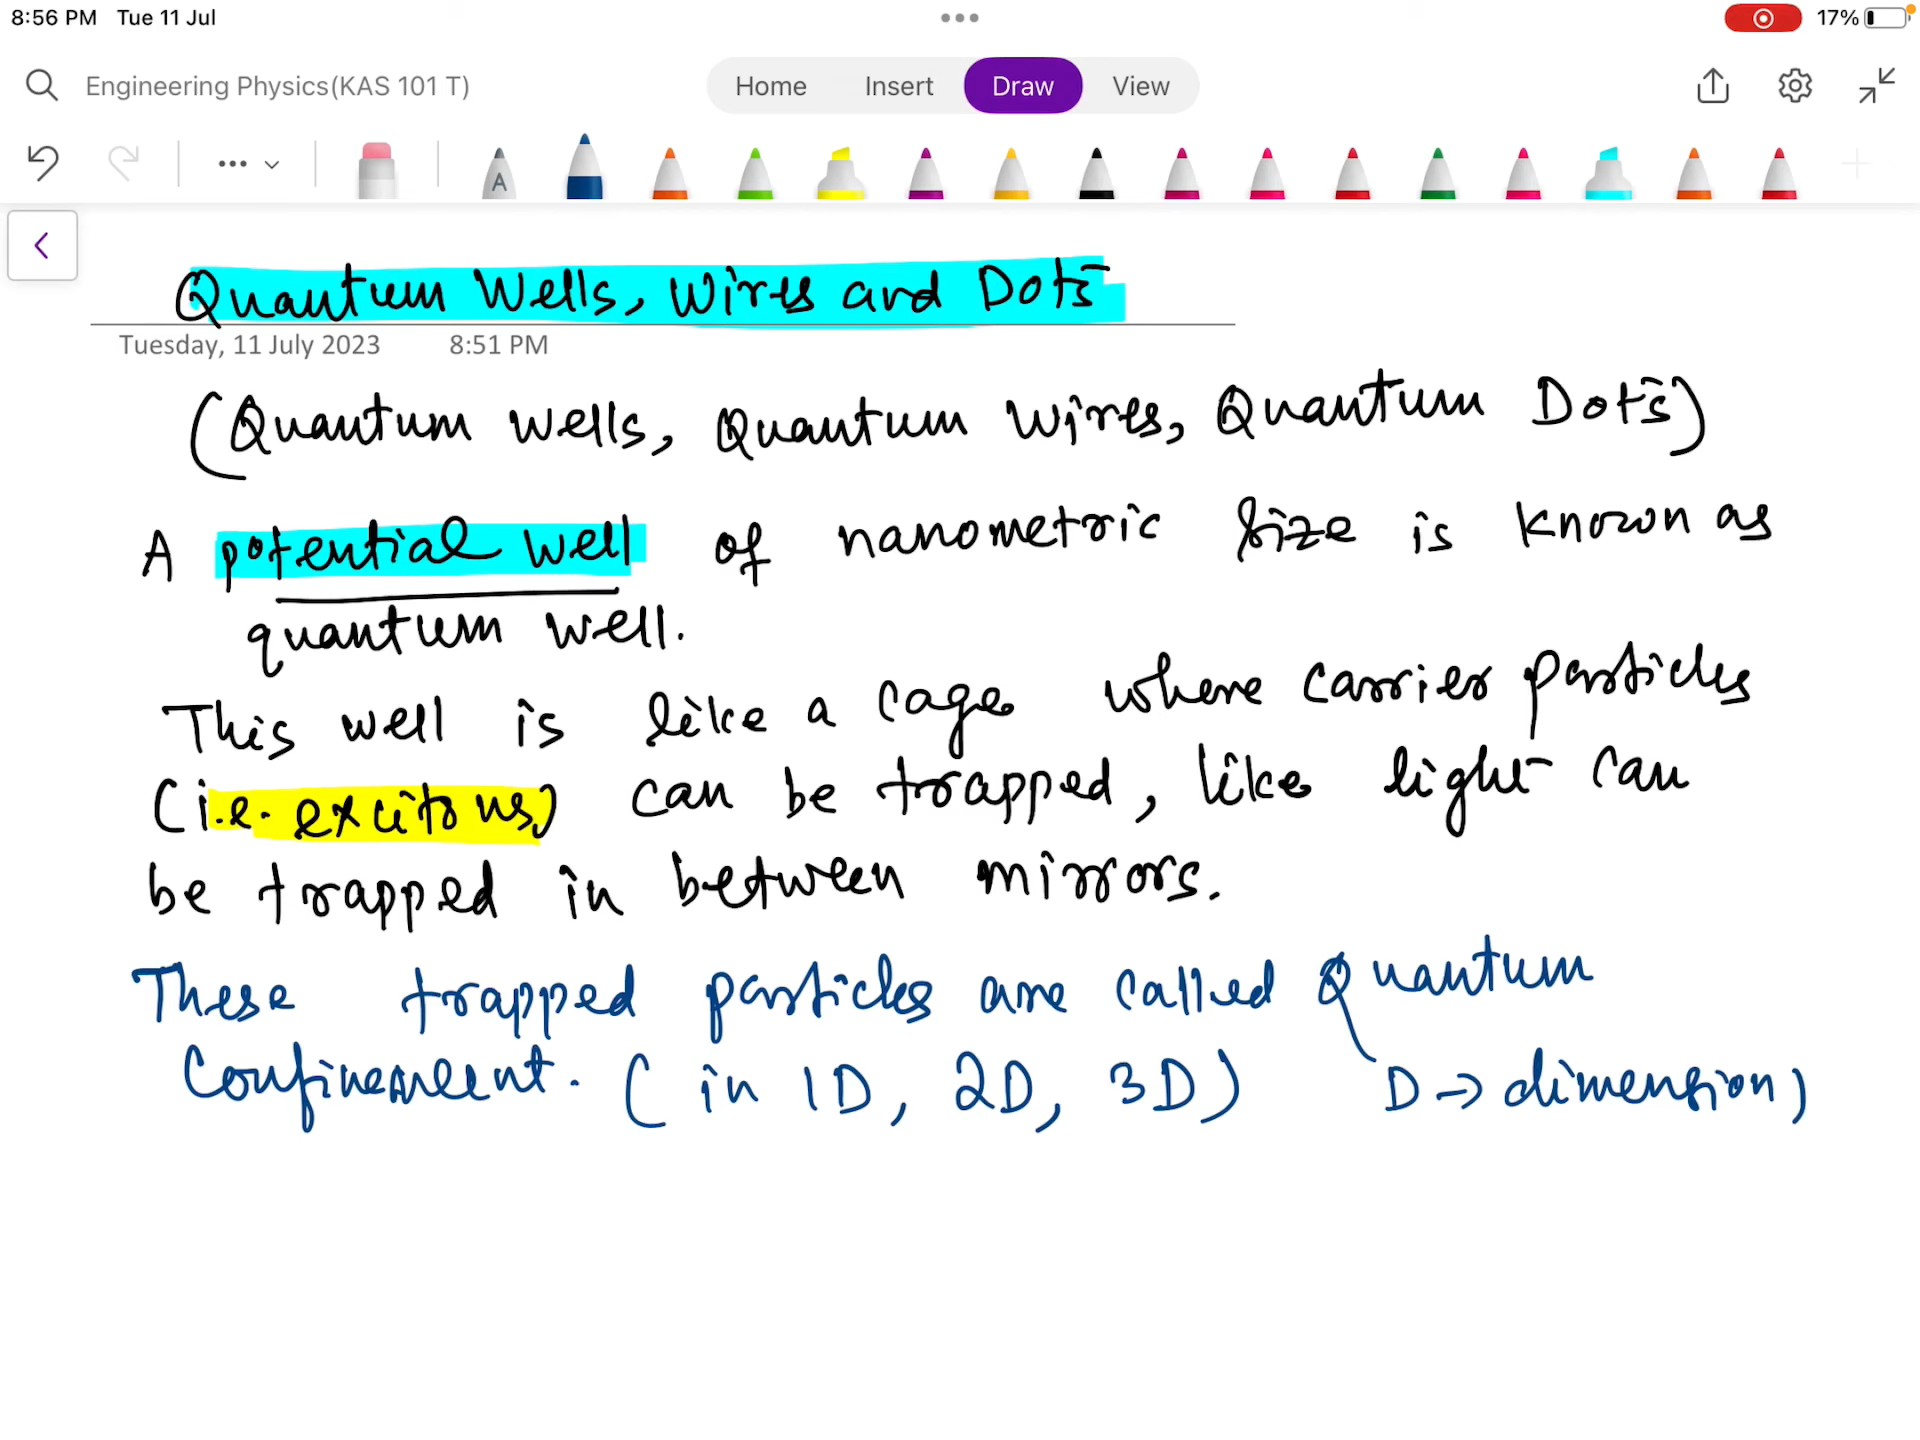 8:56 PM Tue 11 Jul
17%
Engineering Physics(KAS 101 T)
Home Insert Draw View
A
Quantum Wells, Wires and Dots
Tuesday, 11 July 2023 8:51 PM
(Quantum Wells, Quantum Wires, Quantum Dots)
A potential well of nanometric size is known as
quantum well.
This well is like a cage where carrier particles
(i.e. excitons) can be trapped, like light can
be trapped in between mirrors.
These trapped particles are called Quantum
Confinement. (in 1D, 2D, 3D) D → dimension)